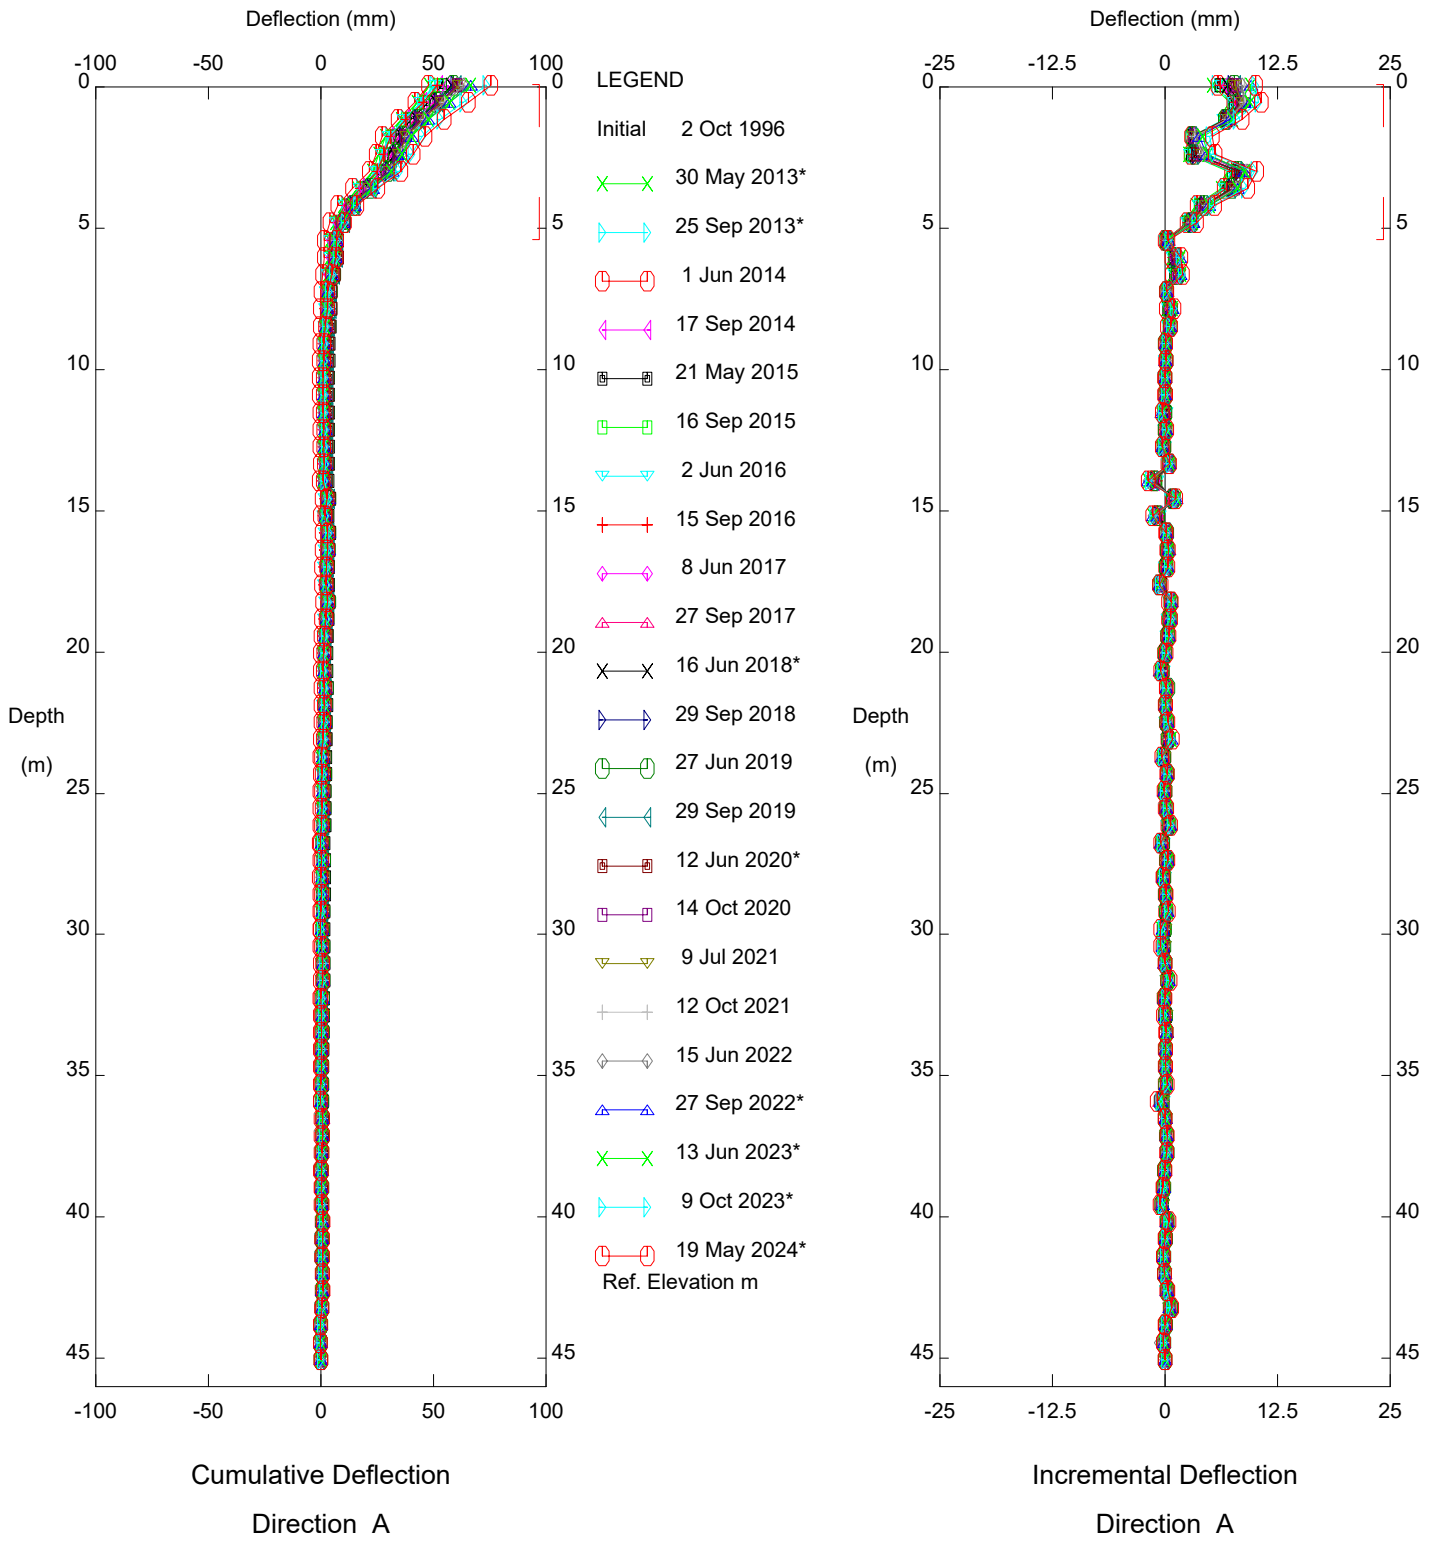 Deflection (mm)
-100 -50 0 50 100
0 0
5
10 10
15 15
20 20
Depth
(m)
25 25
30 30
35 35
40 40
45 45
-100 -50 0 50 100
Cumulative Deflection
Direction A
LEGEND
Initial 2 Oct 1996
30 May 2013*
25 Sep 2013*
1 Jun 2014
17 Sep 2014
21 May 2015
16 Sep 2015
2 Jun 2016
15 Sep 2016
8 Jun 2017
27 Sep 2017
16 Jun 2018*
29 Sep 2018
27 Jun 2019
29 Sep 2019
12 Jun 2020*
14 Oct 2020
9 Jul 2021
12 Oct 2021
15 Jun 2022
27 Sep 2022*
13 Jun 2023*
9 Oct 2023*
19 May 2024*
Ref. Elevation m
Deflection (mm)
-25 -12.5 0 12.5 25
0 0
5 5
10 10
15 15
20 20
Depth
(m)
25 25
30 30
35 35
40 40
45 45
-25 -12.5 0 12.5 25
Incremental Deflection
Direction A